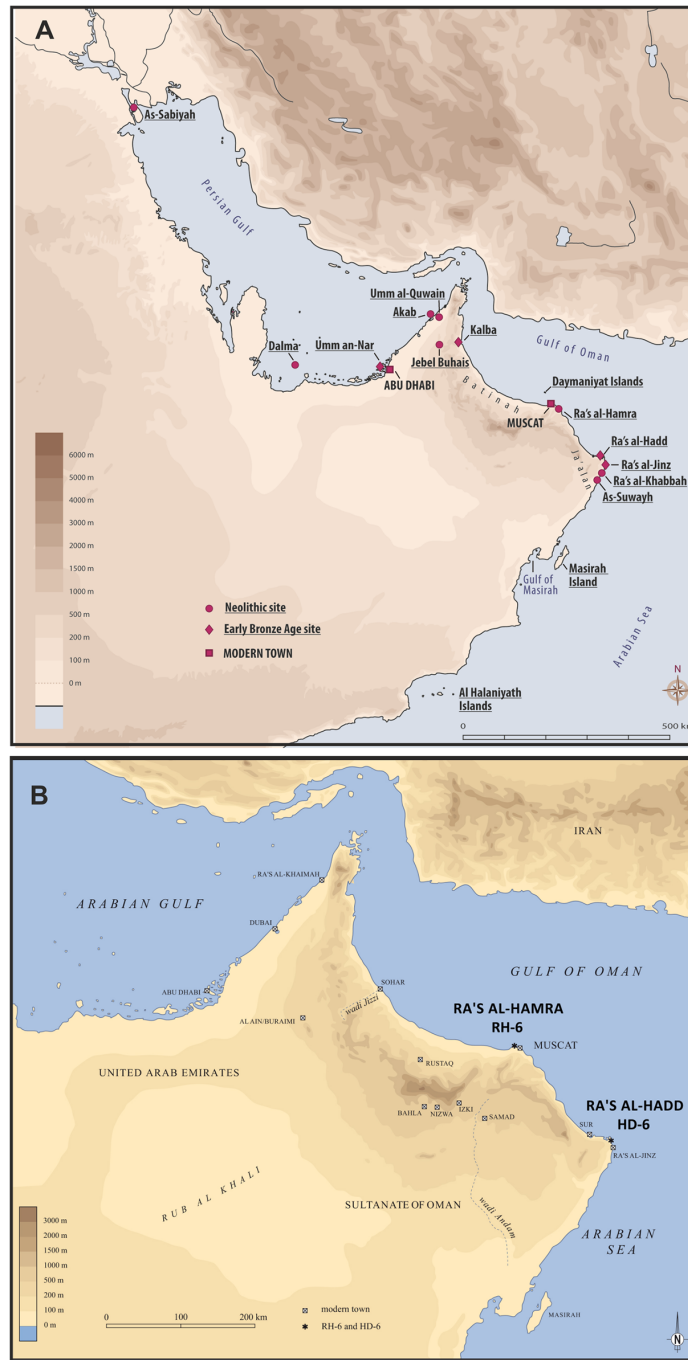 A
As-Sabiyah
Persian Gulf
Umm al-Quwain
Akab
Kalba
Gulf of Oman
Dalma
Umm an-Nar
Jebel Buhais
ABU DHABI
Batinah
Daymaniyat Islands
MUSCAT
Ra's al-Hamra
Ja'alan
Ra's al-Hadd
Ra's al-Jinz
Ra's al-Khabbah
As-Suwayh
6000 m
5000 m
4000 m
3000 m
2000 m
1500 m
1000 m
500 m
200 m
100 m
0 m
Gulf of
Masirah
Masirah
Island
Neolithic site
Early Bronze Age site
MODERN TOWN
Arabian Sea
N
Al Halaniyath
Islands
0
500 km
B
IRAN
RA'S AL-KHAIMAH
ARABIAN GULF
DUBAI
GULF OF OMAN
ABU DHABI
SOHAR
wadi Jizzi
RA'S AL-HAMRA
RH-6
AL AIN/BURAIMI
MUSCAT
RUSTAQ
UNITED ARAB EMIRATES
RA'S AL-HADD
HD-6
BAHLA
NIZWA
IZKI
SAMAD
SUR
RA'S AL-JINZ
RUB AL KHALI
SULTANATE OF OMAN
wadi Andam
ARABIAN
SEA
3000 m
2000 m
1500 m
1000 m
500 m
200 m
100 m
0 m
0
100
200 km
modern town
RH-6 and HD-6
MASIRAH
N